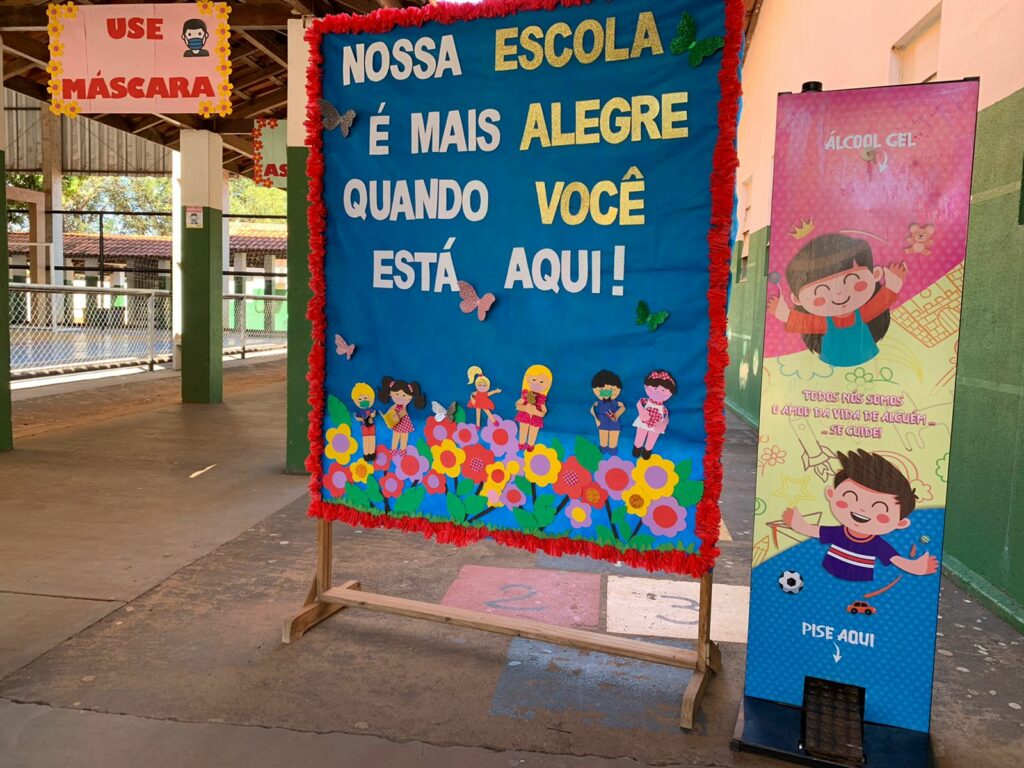 USE
MÁSCARA
NOSSA ESCOLA
É MAIS ALEGRE
QUANDO VOCÊ
ESTÁ AQUI!
AS
ÁLCOOL GEL
TODOS NÓS SOMOS
O AMOR DA VIDA DE ALGUÉM...
...SE CUIDE!
PISE AQUI
2
3